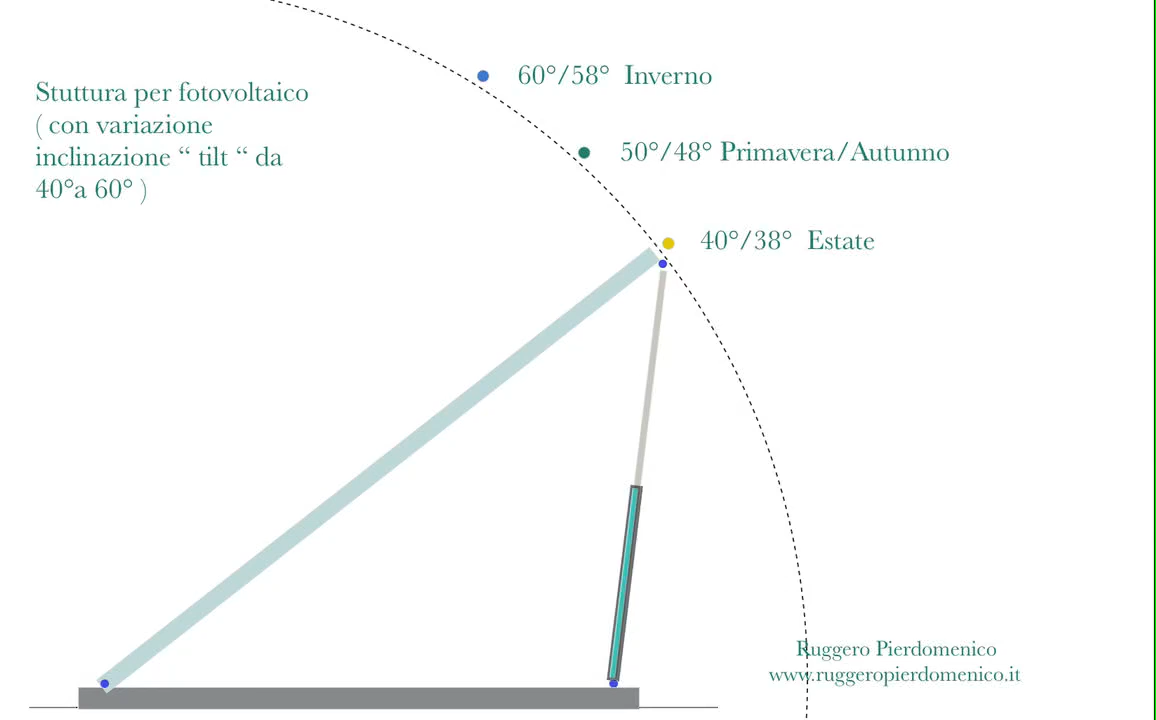 Stuttura per fotovoltaico
( con variazione
inclinazione “ tilt “ da
40°a 60° )
60°/58°  Inverno
50°/48° Primavera/Autunno
40°/38°  Estate
Ruggero Pierdomenico
www.ruggeropierdomenico.it